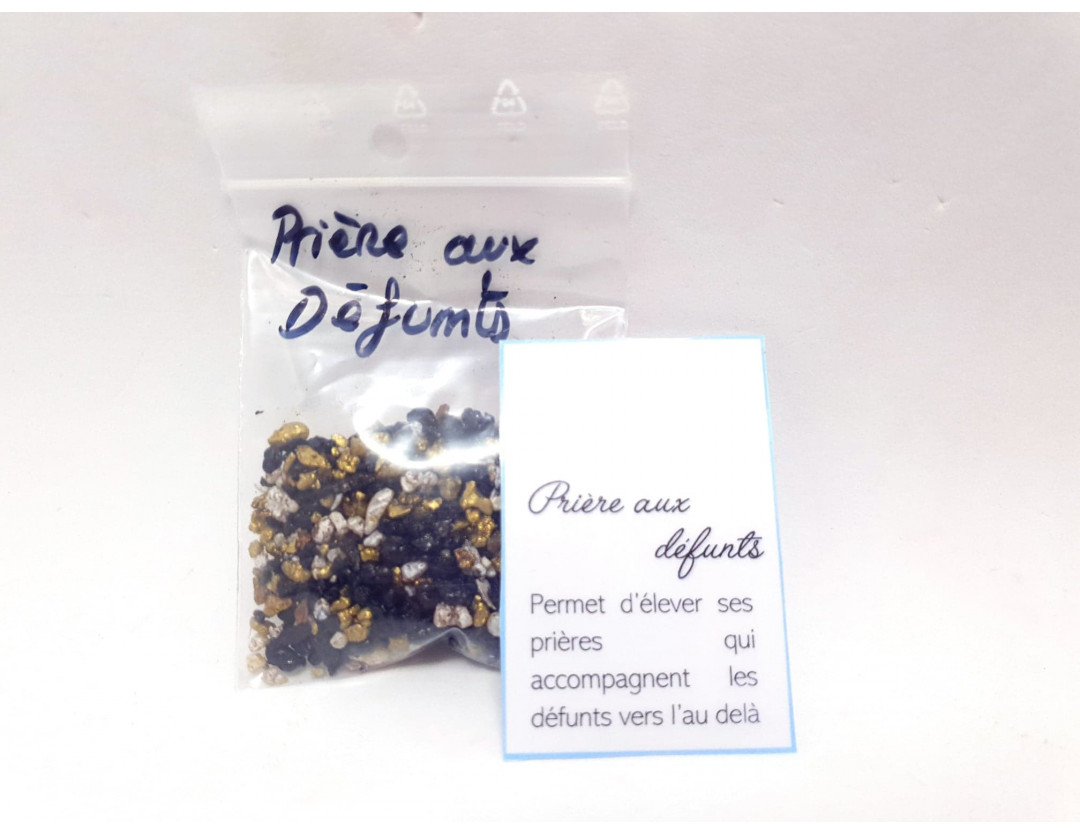 Prière aux
Défunts
Prière aux
défunts
Permet d'élever ses
prières qui
accompagnent les
défunts vers l'au delà